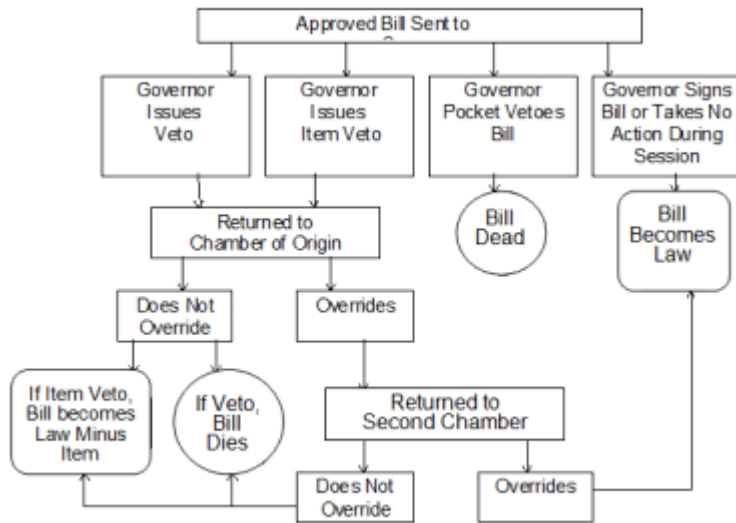 Approved Bill Sent to
Governor
Issues
Veto
Governor
Issues
Item Veto
Governor
Pocket Vetoes
Bill
Governor Signs
Bill or Takes No
Action During
Session
Returned to
Chamber of Origin
Bill
Dead
Bill
Becomes
Law
Does Not
Override
Overrides
If Item Veto,
Bill becomes
Law Minus
Item
If Veto,
Bill
Dies
Returned to
Second Chamber
Does Not
Override
Overrides